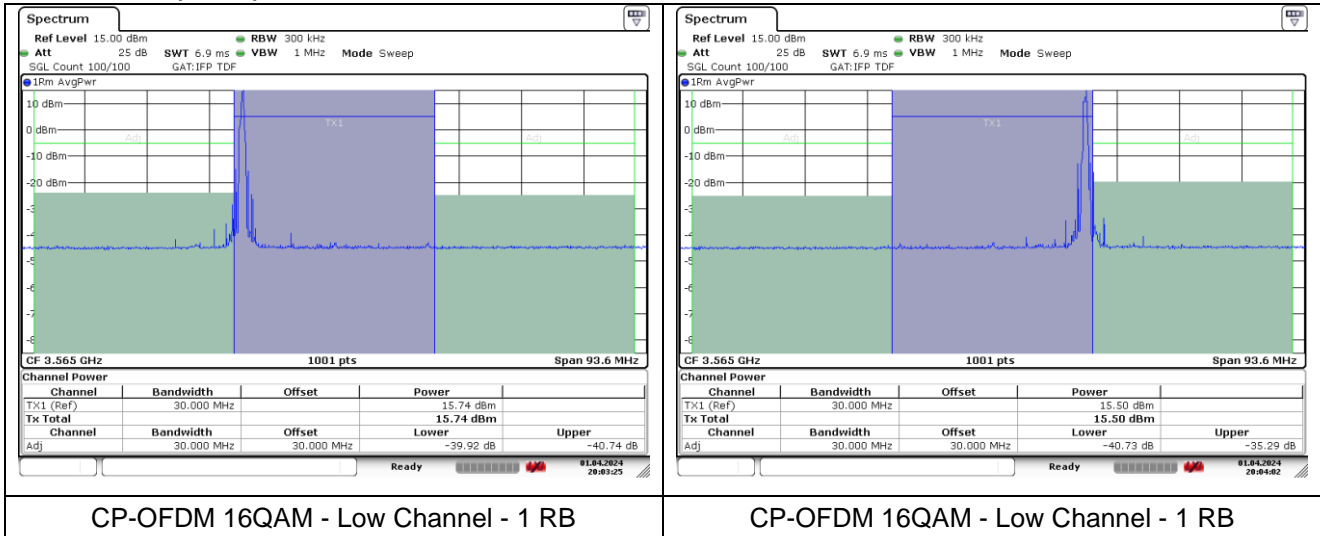 Spectrum
Ref Level 15.00 dBm RBW 300 kHz
Att 25 dB SWT 6.9 ms VBW 1 MHz Mode Sweep
SGL Count 100/100 GAT:IFP TDF
1Rm AvgPwr
10 dBm
0 dBm
Adj TX1 Adj
-10 dBm
-20 dBm
CF 3.565 GHz 1001 pts Span 93.6 MHz
Channel Power
Channel Bandwidth Offset Power
TX1 (Ref) 30.000 MHz 15.74 dBm
Tx Total 15.74 dBm
Channel Bandwidth Offset Lower Upper
Adj 30.000 MHz 30.000 MHz -39.92 dB -40.74 dB
Ready 01.04.2024
20:03:25
CP-OFDM 16QAM - Low Channel - 1 RB
Spectrum
Ref Level 15.00 dBm RBW 300 kHz
Att 25 dB SWT 6.9 ms VBW 1 MHz Mode Sweep
SGL Count 100/100 GAT:IFP TDF
1Rm AvgPwr
10 dBm
0 dBm
Adj TX1 Adj
-10 dBm
-20 dBm
CF 3.565 GHz 1001 pts Span 93.6 MHz
Channel Power
Channel Bandwidth Offset Power
TX1 (Ref) 30.000 MHz 15.50 dBm
Tx Total 15.50 dBm
Channel Bandwidth Offset Lower Upper
Adj 30.000 MHz 30.000 MHz -40.73 dB -35.29 dB
Ready 01.04.2024
20:04:02
CP-OFDM 16QAM - Low Channel - 1 RB